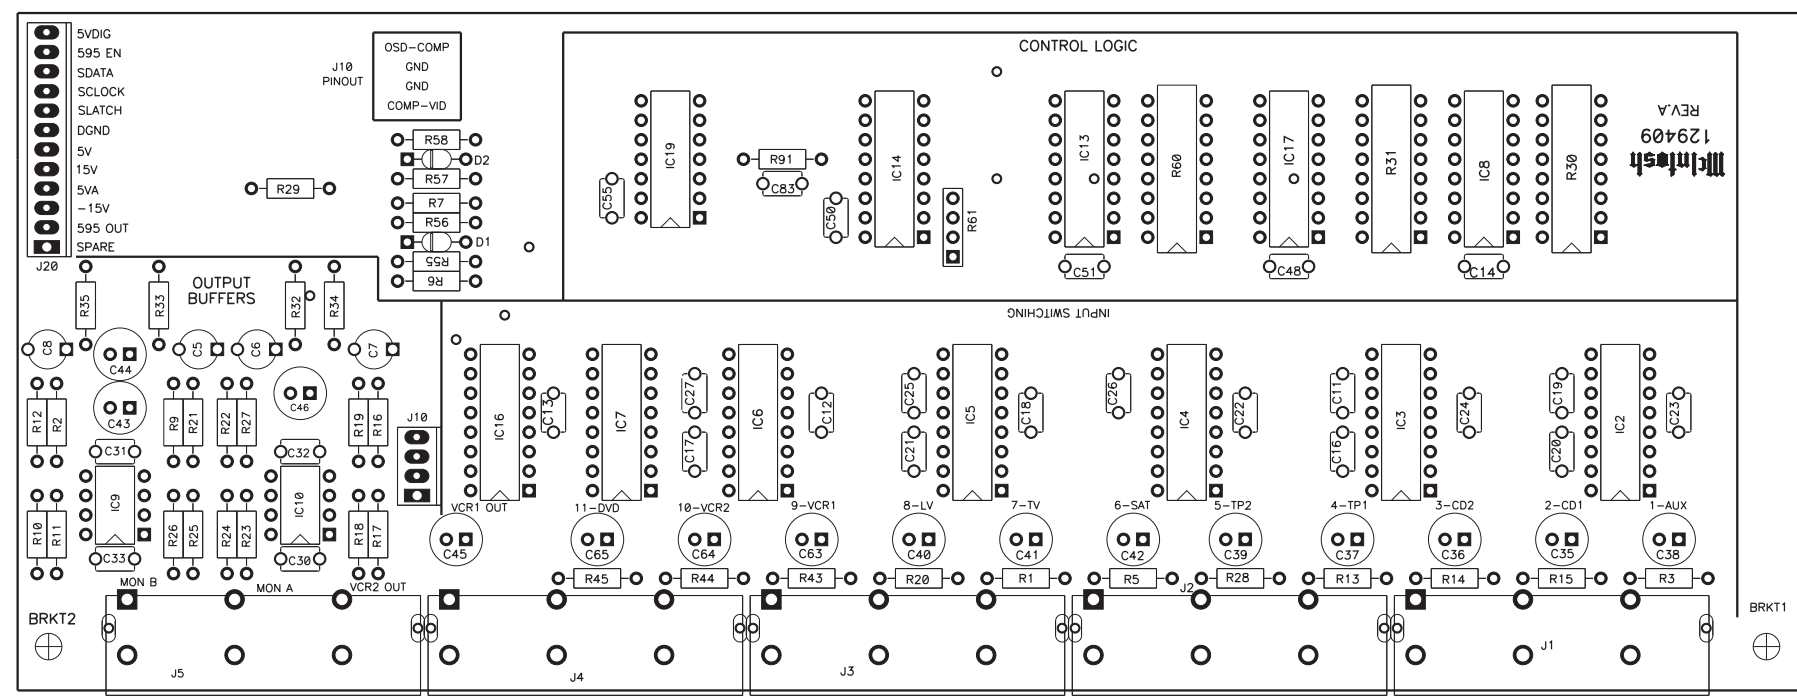 5VDIG
595 EN
SDATA
SCLOCK
SLATCH
DGND
5V
15V
5VA
-15V
595 OUT
SPARE
J20
J10
PINOUT
OSD-COMP
GND
GND
COMP-VID
R58
D2
R57
R7
R56
D1
R55
R6
R29
CONTROL LOGIC
IC19
C55
R91
C83
C50
IC14
R61
IC13
C51
R60
IC17
C48
R31
IC8
C14
R30
REV.A
129409
McIntosh
OUTPUT
BUFFERS
R35
R33
R32
R34
C8
C44
C5
C6
C7
C43
C46
R12
R2
R9
R21
R22
R27
R19
R16
J10
C31
C32
IC9
IC10
R10
R11
R26
R25
R24
R23
R18
R17
C33
C30
MON B
MON A
VCR2 OUT
BRKT2
J5
INPUT SWITCHING
IC16
C13
IC7
C27
C17
IC6
C12
C25
C21
IC5
C18
C26
IC4
C22
C11
C16
IC3
C24
C19
C20
IC2
C23
VCR1 OUT
11-DVD
10-VCR2
9-VCR1
8-LV
7-TV
6-SAT
5-TP2
4-TP1
3-CD2
2-CD1
1-AUX
C45
C65
C64
C63
C40
C41
C42
C39
C37
C36
C35
C38
R45
R44
R43
R20
R1
R5
R28
R13
R14
R15
R3
J2
BRKT1
J4
J3
J1